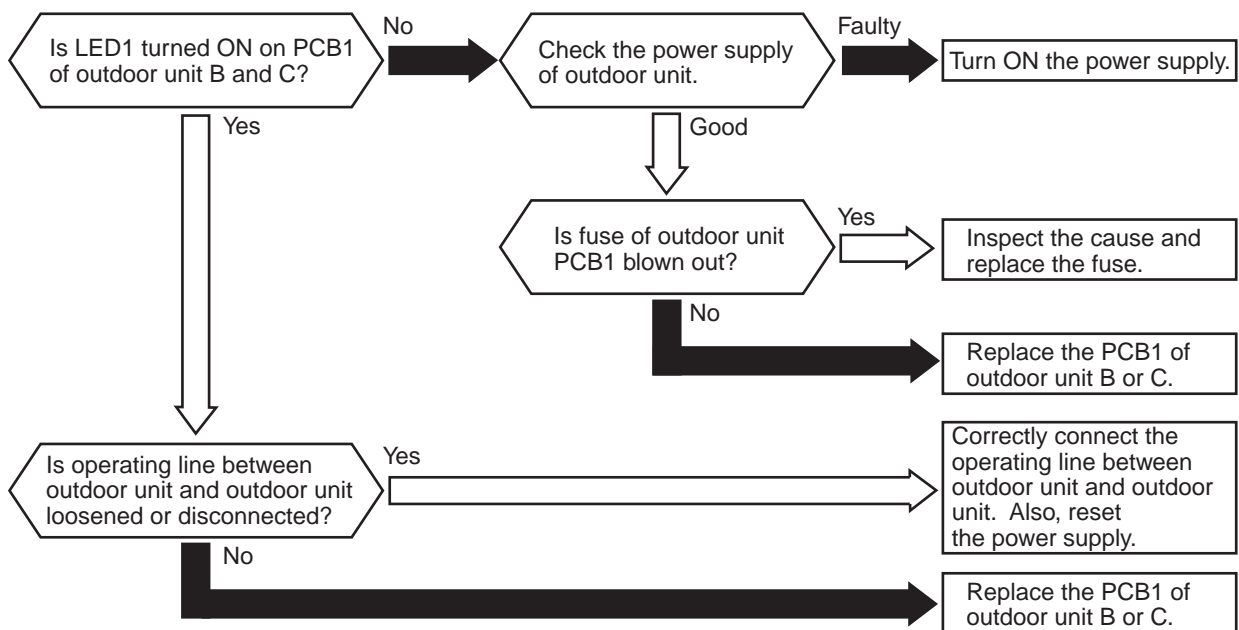 Is LED1 turned ON on PCB1
of outdoor unit B and C?
No
Check the power supply
of outdoor unit.
Faulty
Turn ON the power supply.
Yes
Good
Is fuse of outdoor unit
PCB1 blown out?
Yes
Inspect the cause and
replace the fuse.
No
Replace the PCB1 of
outdoor unit B or C.
Is operating line between
outdoor unit and outdoor unit
loosened or disconnected?
Yes
Correctly connect the
operating line between
outdoor unit and outdoor
unit.  Also, reset
the power supply.
No
Replace the PCB1 of
outdoor unit B or C.